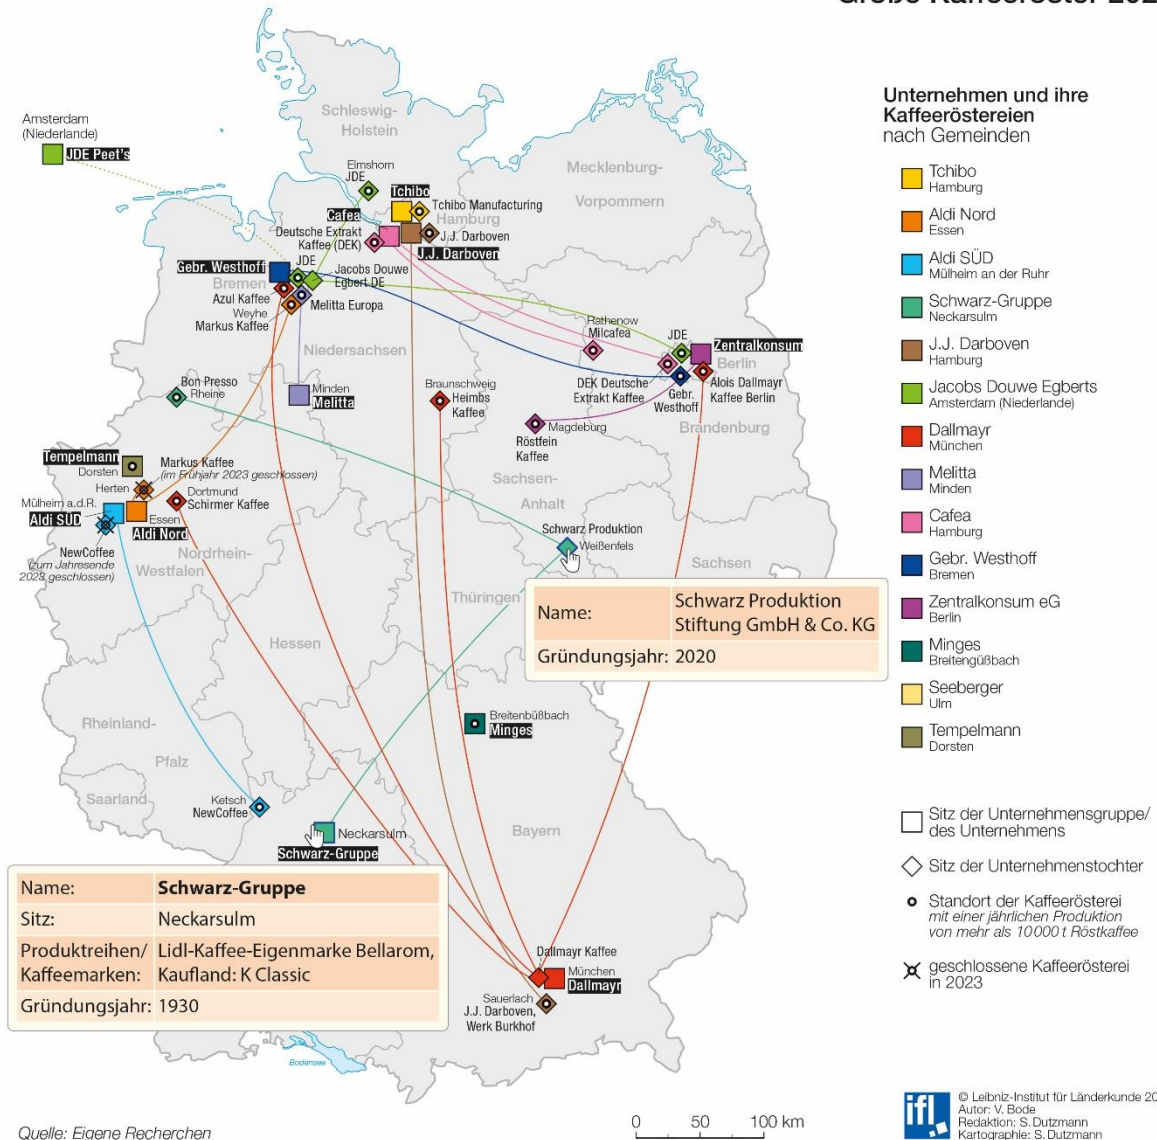 Große Kaffeeröster 202
Amsterdam
(Niederlande)
JDE Peet's
Schleswig-
Holstein
Mecklenburg-
Vorpommern
Elmshorn
JDE
Tchibo
Tchibo Manufacturing
Hamburg
Cafea
Deutsche Extrakt
Kaffee (DEK)
J.J. Darboven
J.J. Darboven
Gebr. Westhoff
JDE
Jacobs Douwe
Egbert DE
Bremen
Azul Kaffee
Weyhe
Markus Kaffee
Melitta Europa
Niedersachsen
Rathenow
Milcafea
JDE
Zentralkonsum
Berlin
DEK Deutsche
Extrakt Kaffee
Gebr.
Westhoff
Alois Dallmayr
Kaffee Berlin
Brandenburg
Bon Presso
Rheine
Minden
Melitta
Braunschweig
Heimbs
Kaffee
Magdeburg
Röstfein
Kaffee
Sachsen-
Anhalt
Tempelmann
Dorsten
Markus Kaffee
(im Frühjahr 2023 geschlossen)
Herten
Dortmund
Schirmer Kaffee
Mülheim a.d.R.
Aldi SÜD
Essen
Aldi Nord
NewCoffee
(zum Jahresende
2023 geschlossen)
Nordrhein-
Westfalen
Schwarz Produktion
Weißenfels
Sachsen
Thüringen
Hessen
Name: Schwarz Produktion
Stiftung GmbH & Co. KG
Gründungsjahr: 2020
Rheinland-
Pfalz
Saarland
Breitenbüßbach
Minges
Ketsch
NewCoffee
Neckarsulm
Schwarz-Gruppe
Bayern
Name: Schwarz-Gruppe
Sitz: Neckarsulm
Produktreihen/ Lidl-Kaffee-Eigenmarke Bellarom,
Kaffeemarken: Kaufland: K Classic
Gründungsjahr: 1930
Dallmayr Kaffee
München
Dallmayr
Sauerlach
J.J. Darboven,
Werk Burkhof
Bodensee
Unternehmen und ihre
Kaffeeröstereien
nach Gemeinden
Tchibo
Hamburg
Aldi Nord
Essen
Aldi SÜD
Mülheim an der Ruhr
Schwarz-Gruppe
Neckarsulm
J.J. Darboven
Hamburg
Jacobs Douwe Egberts
Amsterdam (Niederlande)
Dallmayr
München
Melitta
Minden
Cafea
Hamburg
Gebr. Westhoff
Bremen
Zentralkonsum eG
Berlin
Minges
Breitengüßbach
Seeberger
Ulm
Tempelmann
Dorsten
Sitz der Unternehmensgruppe/
des Unternehmens
Sitz der Unternehmenstochter
Standort der Kaffeerösterei
mit einer jährlichen Produktion
von mehr als 10000 t Röstkaffee
geschlossene Kaffeerösterei
in 2023
Quelle: Eigene Recherchen
0 50 100 km
ifl
© Leibniz-Institut für Länderkunde 20
Autor: V. Bode
Redaktion: S. Dutzmann
Kartographie: S. Dutzmann